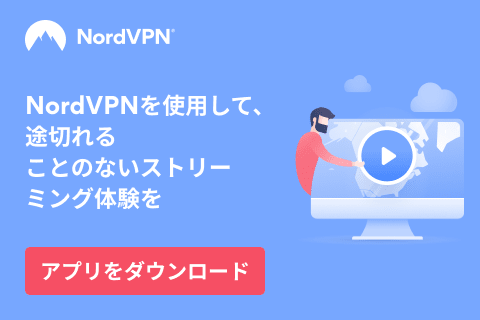 NordVPN®
NordVPNを使用して、
途切れる
ことのないストリー
ミング体験を
アプリをダウンロード